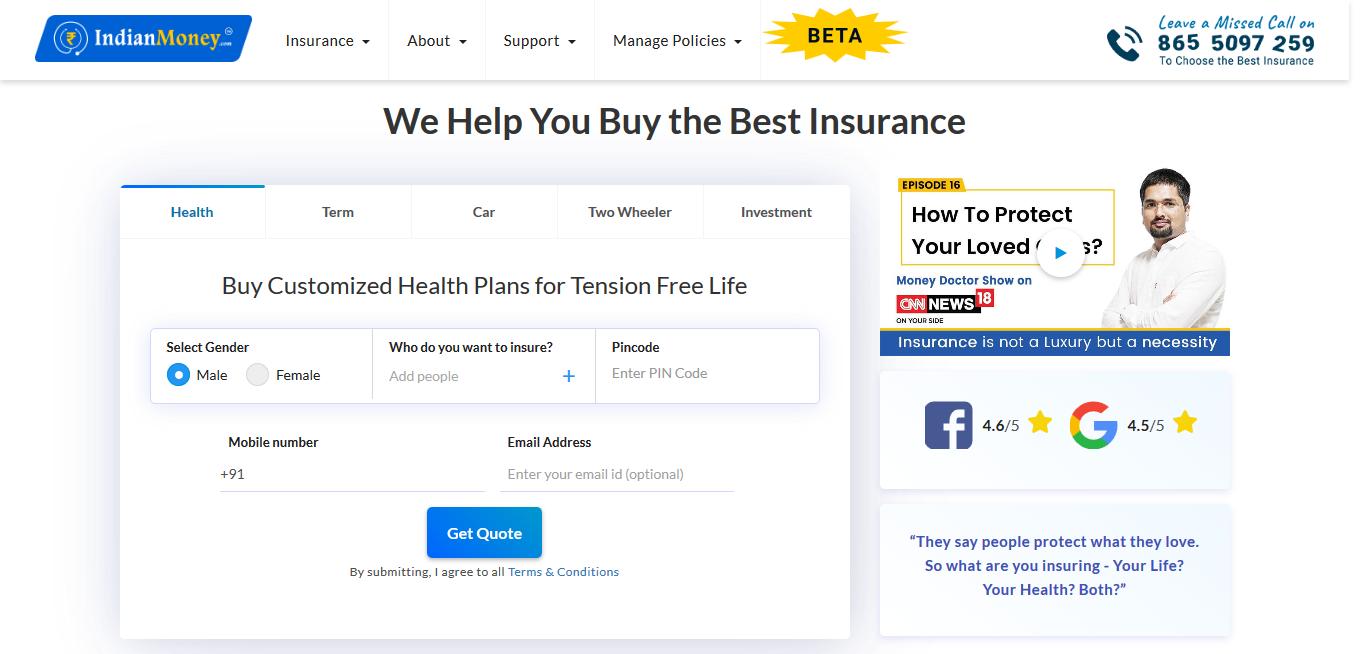 IndianMoney.com
Insurance
About
Support
Manage Policies
BETA
Leave a Missed Call on
865 5097 259
To Choose the Best Insurance
We Help You Buy the Best Insurance
Health
Term
Car
Two Wheeler
Investment
Buy Customized Health Plans for Tension Free Life
Select Gender
Male
Female
Who do you want to insure?
Add people
+
Pincode
Enter PIN Code
Mobile number
+91
Email Address
Enter your email id (optional)
Get Quote
By submitting, I agree to all Terms & Conditions
EPISODE 16
How To Protect
Your Loved s?
Money Doctor Show on
CNN NEWS 18
ON YOUR SIDE
Insurance is not a Luxury but a necessity
4.6/5
4.5/5
“They say people protect what they love.
So what are you insuring - Your Life?
Your Health? Both?”